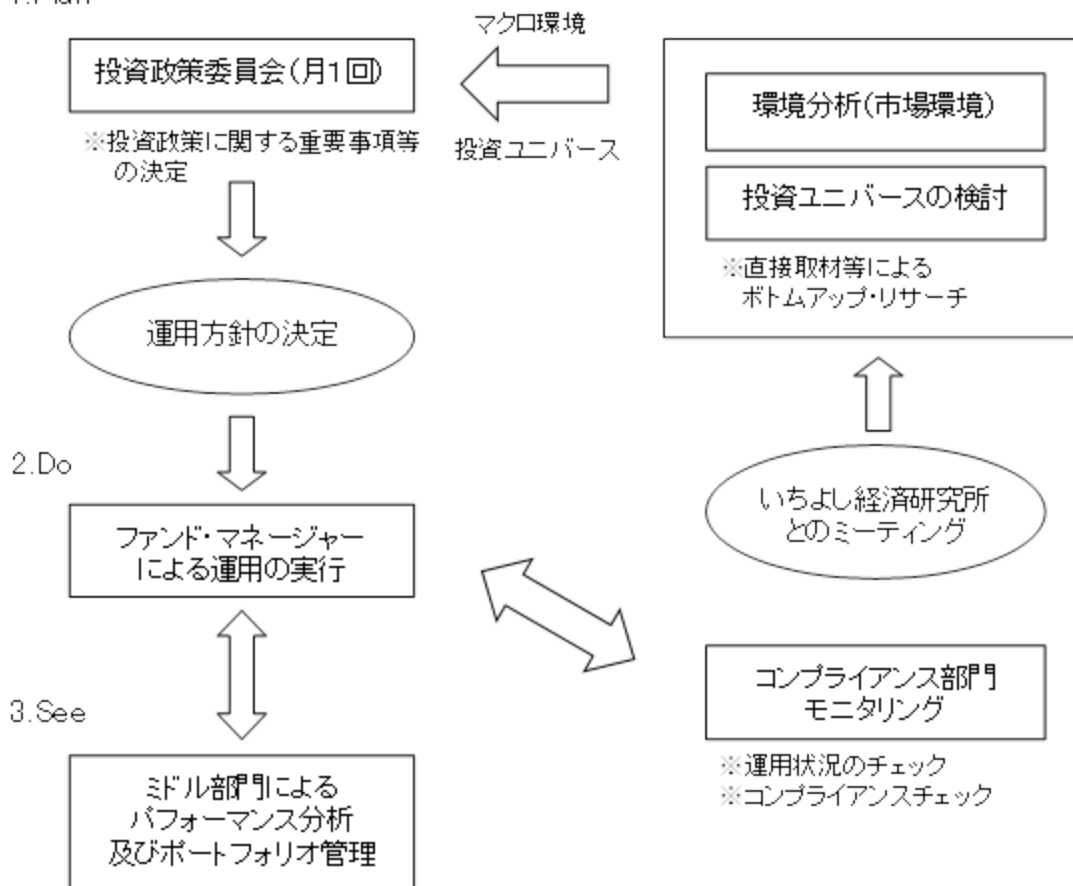 マクロ環境
投資政策委員会(月1回)
環境分析(市場環境)
※投資政策に関する重要事項等
の決定
投資ユニバース
投資ユニバースの検討
※直接取材等による
ボトムアップ・リサーチ
運用方針の決定
2.Do
ファンド・マネージャー
による運用の実行
いちよし経済研究所
とのミーティング
コンプライアンス部門
モニタリング
3.See
※運用状況のチェック
※コンプライアンスチェック
ミドル部門による
パフォーマンス分析
及びポートフォリオ管理